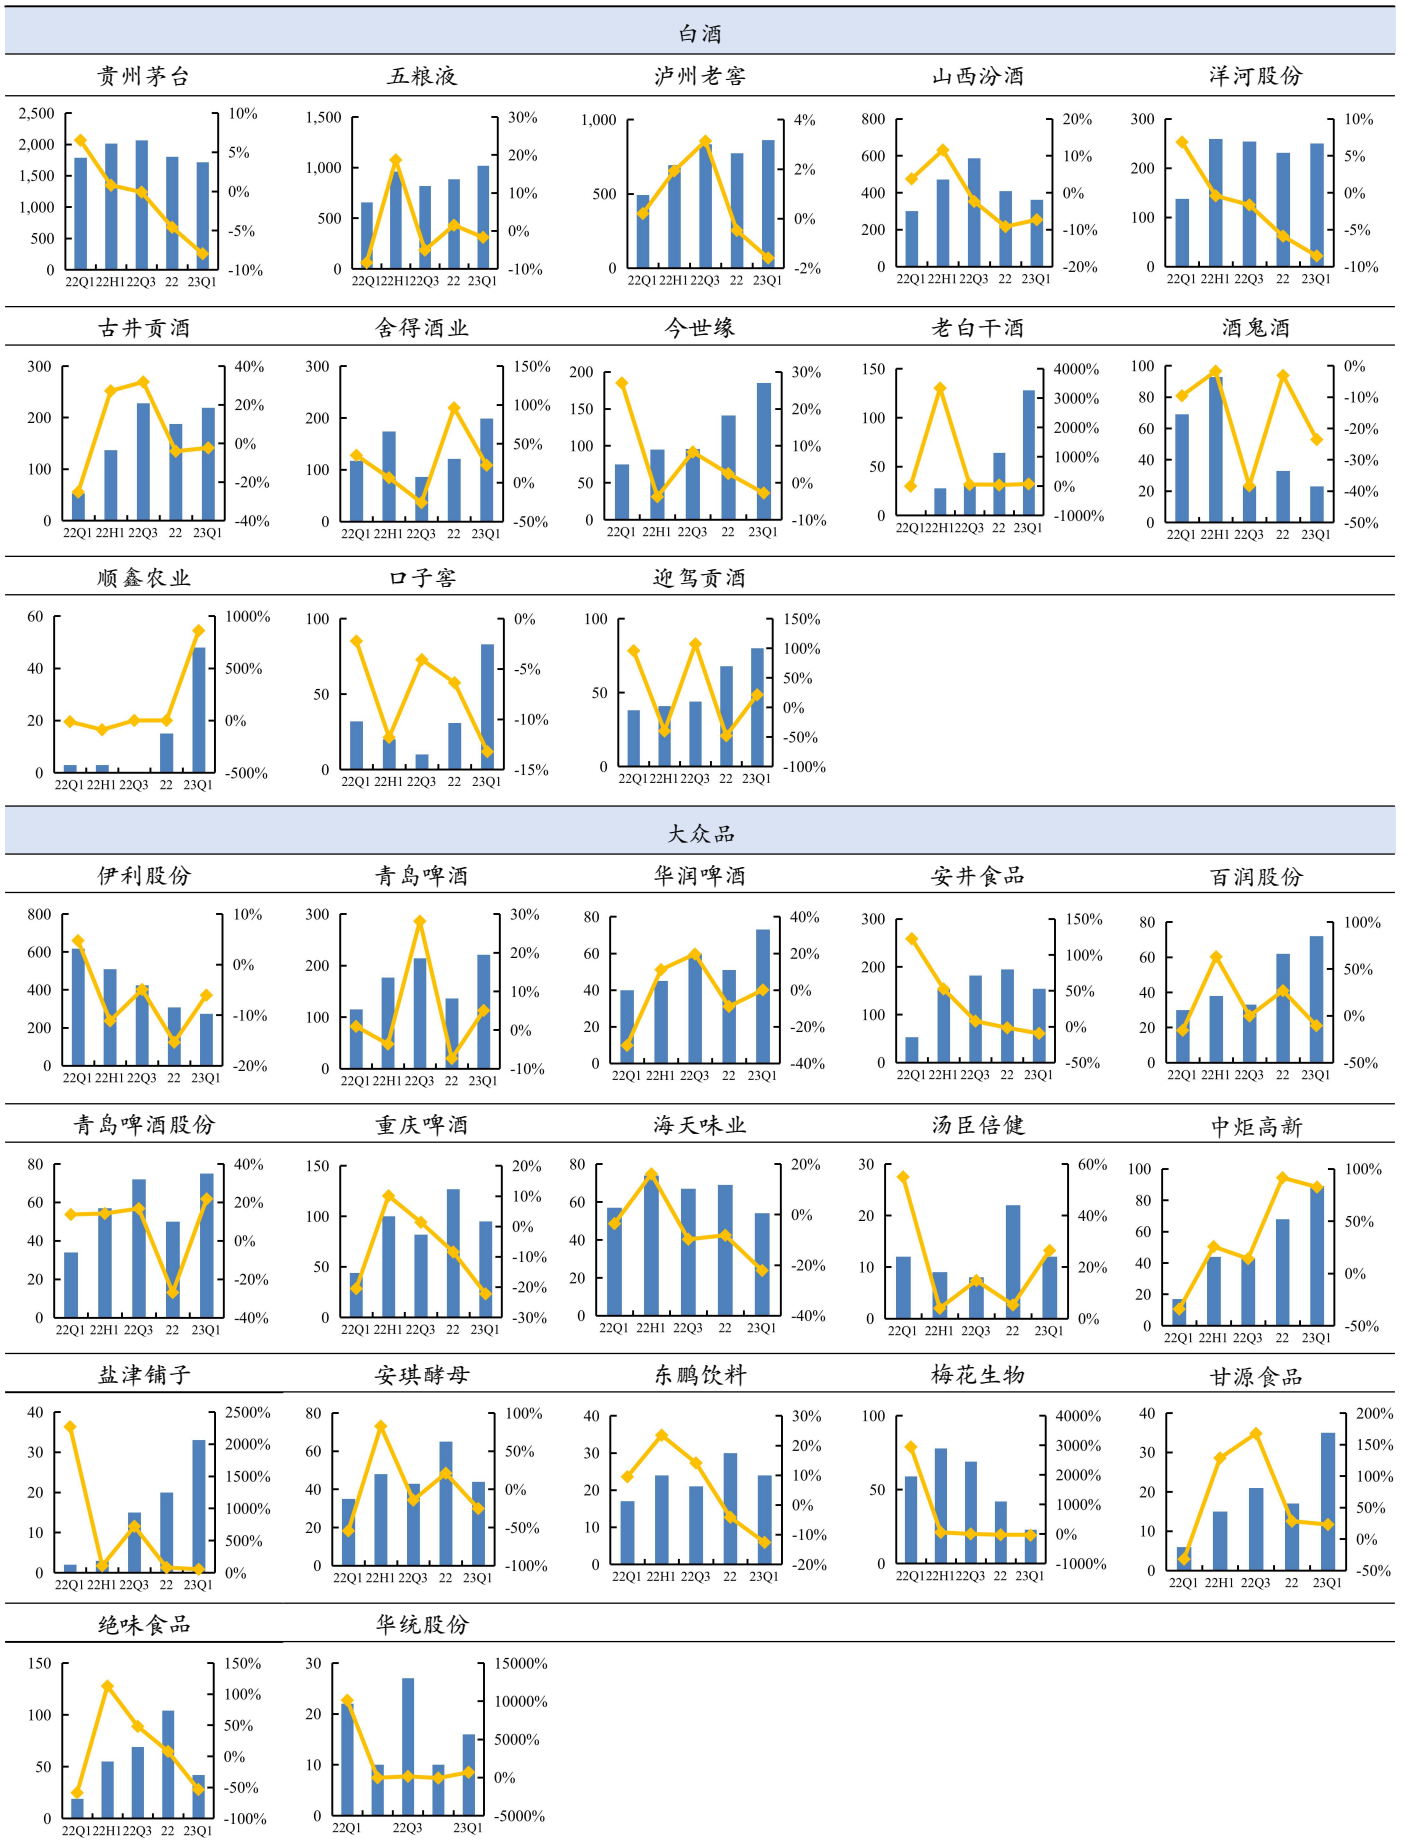 白酒
贵州茅台 五粮液 泸州老窖 山西汾酒 洋河股份
2,500 10% 1,500 30% 1,000 4% 800 20% 300 10%
2,000 5% 1,000 20% 500 2% 600 10% 200 5%
1,500 0% 500 10% 0 0% 400 0% 100 0%
1,000 -5% 0 0% -2% 200 -10% 0 -5%
500 -10% -10% 0 -20% -10%
0
22Q1 22H1 22Q3 22 23Q1 22Q1 22H1 22Q3 22 23Q1 22Q1 22H1 22Q3 22 23Q1 22Q1 22H1 22Q3 22 23Q1 22Q1 22H1 22Q3 22 23Q1
古井贡酒 舍得酒业 今世缘 老白干酒 酒鬼酒
300 40% 300 150% 200 30% 150 4000% 100 0%
200 20% 200 100% 150 20% 100 3000% 80 -10%
100 0% 100 50% 100 10% 50 2000% 60 -20%
0 -20% 0 0% 50 0% 0 1000% 40 -30%
-40% -50% 0 -10% 0% 20 -40%
-1000% 0 -50%
22Q1 22H1 22Q3 22 23Q1 22Q1 22H1 22Q3 22 23Q1 22Q1 22H1 22Q3 22 23Q1 22Q1 22H1 22Q3 22 23Q1 22Q1 22H1 22Q3 22 23Q1
顺鑫农业 口子窖 迎驾贡酒
60 1000% 100 0% 100 150%
40 500% 50 -5% 50 100%
20 0% 0 -10% 0 50%
0 -500% -15% 0%
-50%
-100%
22Q1 22H1 22Q3 22 23Q1 22Q1 22H1 22Q3 22 23Q1 22Q1 22H1 22Q3 22 23Q1
大众品
伊利股份 青岛啤酒 华润啤酒 安井食品 百润股份
800 10% 300 30% 80 40% 300 150% 80 100%
600 0% 200 20% 60 20% 200 100% 60 50%
400 -10% 100 10% 40 0% 100 50% 40 0%
200 -20% 0 0% 20 -20% 0 0% 20 -50%
0 -10% 0 -40% -50% 0
22Q1 22H1 22Q3 22 23Q1 22Q1 22H1 22Q3 22 23Q1 22Q1 22H1 22Q3 22 23Q1 22Q1 22H1 22Q3 22 23Q1 22Q1 22H1 22Q3 22 23Q1
青岛啤酒股份 重庆啤酒 海天味业 汤臣倍健 中炬高新
80 40% 150 20% 80 20% 30 60% 100 100%
60 20% 100 10% 60 0% 20 40% 80 50%
40 0% 50 0% 40 -20% 10 20% 60 0%
20 -20% 0 -10% 20 -40% 0 0% 40 -50%
0 -40% -20% 0 20
-30% 0
22Q1 22H1 22Q3 22 23Q1 22Q1 22H1 22Q3 22 23Q1 22Q1 22H1 22Q3 22 23Q1 22Q1 22H1 22Q3 22 23Q1 22Q1 22H1 22Q3 22 23Q1
盐津铺子 安琪酵母 东鹏饮料 梅花生物 甘源食品
40 2500% 80 100% 40 30% 100 4000% 40 200%
30 2000% 60 50% 30 20% 50 3000% 30 150%
20 1500% 40 0% 20 10% 0 2000% 20 100%
10 1000% 20 -50% 10 0% 1000% 10 50%
0 500% 0 -100% 0 -10% 0% 0 0%
0% -20% -1000% -50%
22Q1 22H1 22Q3 22 23Q1 22Q1 22H1 22Q3 22 23Q1 22Q1 22H1 22Q3 22 23Q1 22Q1 22H1 22Q3 22 23Q1 22Q1 22H1 22Q3 22 23Q1
绝味食品 华统股份
150 150% 30 15000%
100 100% 20 10000%
50 50% 10 5000%
0 0% 0 0%
-50% -5000%
-100%
22Q1 22H1 22Q3 22 23Q1 22Q1 22Q3 23Q1